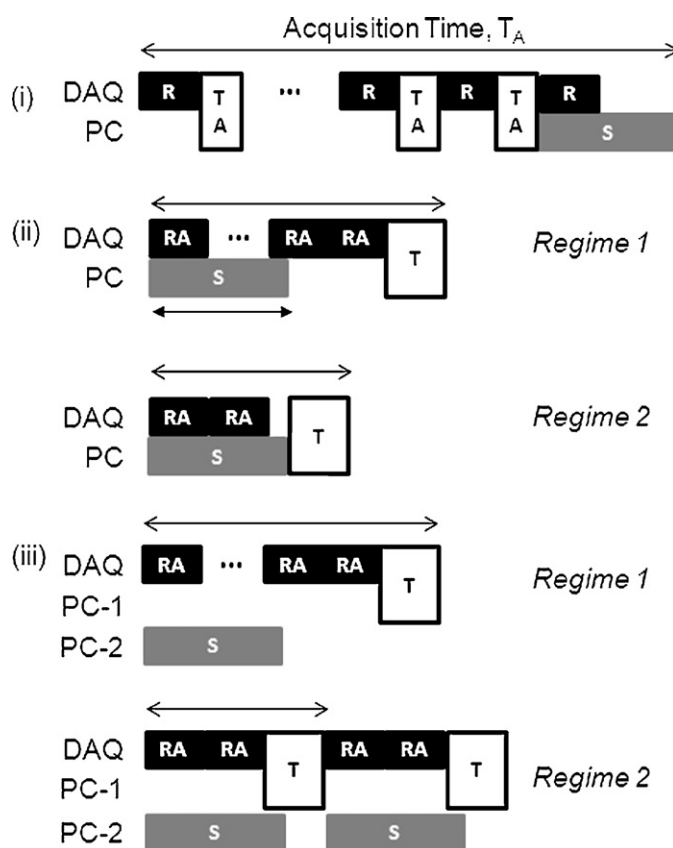 Acquisition Time, T_A
(i) DAQ R T A ... R T A R T A R
PC S
(ii) DAQ RA ... RA RA T Regime 1
PC S
DAQ RA RA T Regime 2
PC S
(iii) DAQ RA ... RA RA T Regime 1
PC-1
PC-2 S
DAQ RA RA T RA RA T Regime 2
PC-1
PC-2 S S